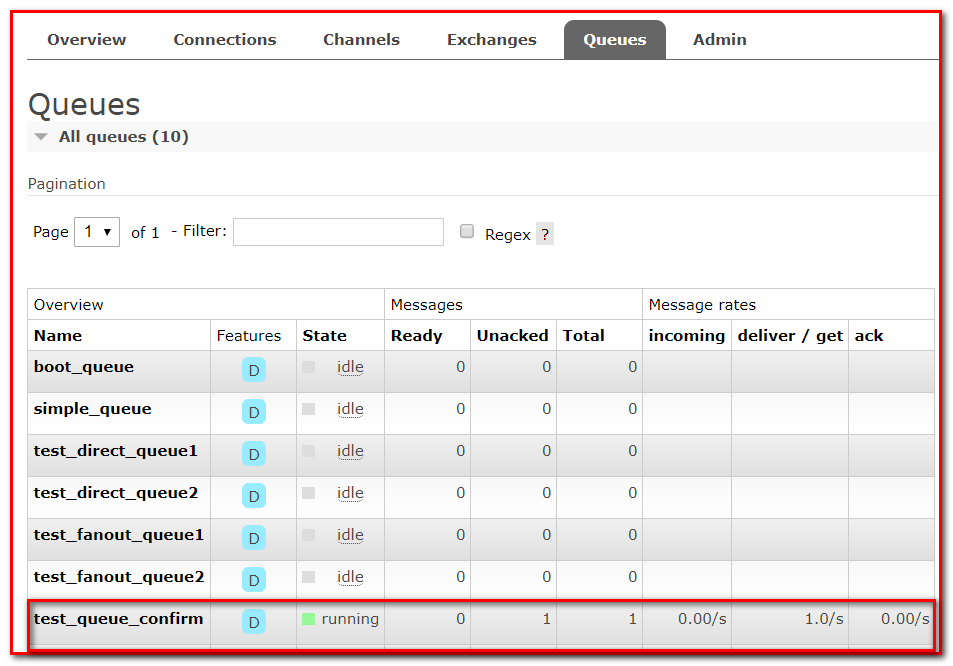 Overview Connections Channels Exchanges Queues Admin
Queues
▼ All queues (10)
Pagination
Page 1 ▼ of 1 - Filter: Regex ?
Overview Messages Message rates
Name Features State Ready Unacked Total incoming deliver / get ack
boot_queue D idle 0 0 0
simple_queue D idle 0 0 0
test_direct_queue1 D idle 0 0 0
test_direct_queue2 D idle 0 0 0
test_fanout_queue1 D idle 0 0 0
test_fanout_queue2 D idle 0 0 0
test_queue_confirm D running 0 1 1 0.00/s 1.0/s 0.00/s